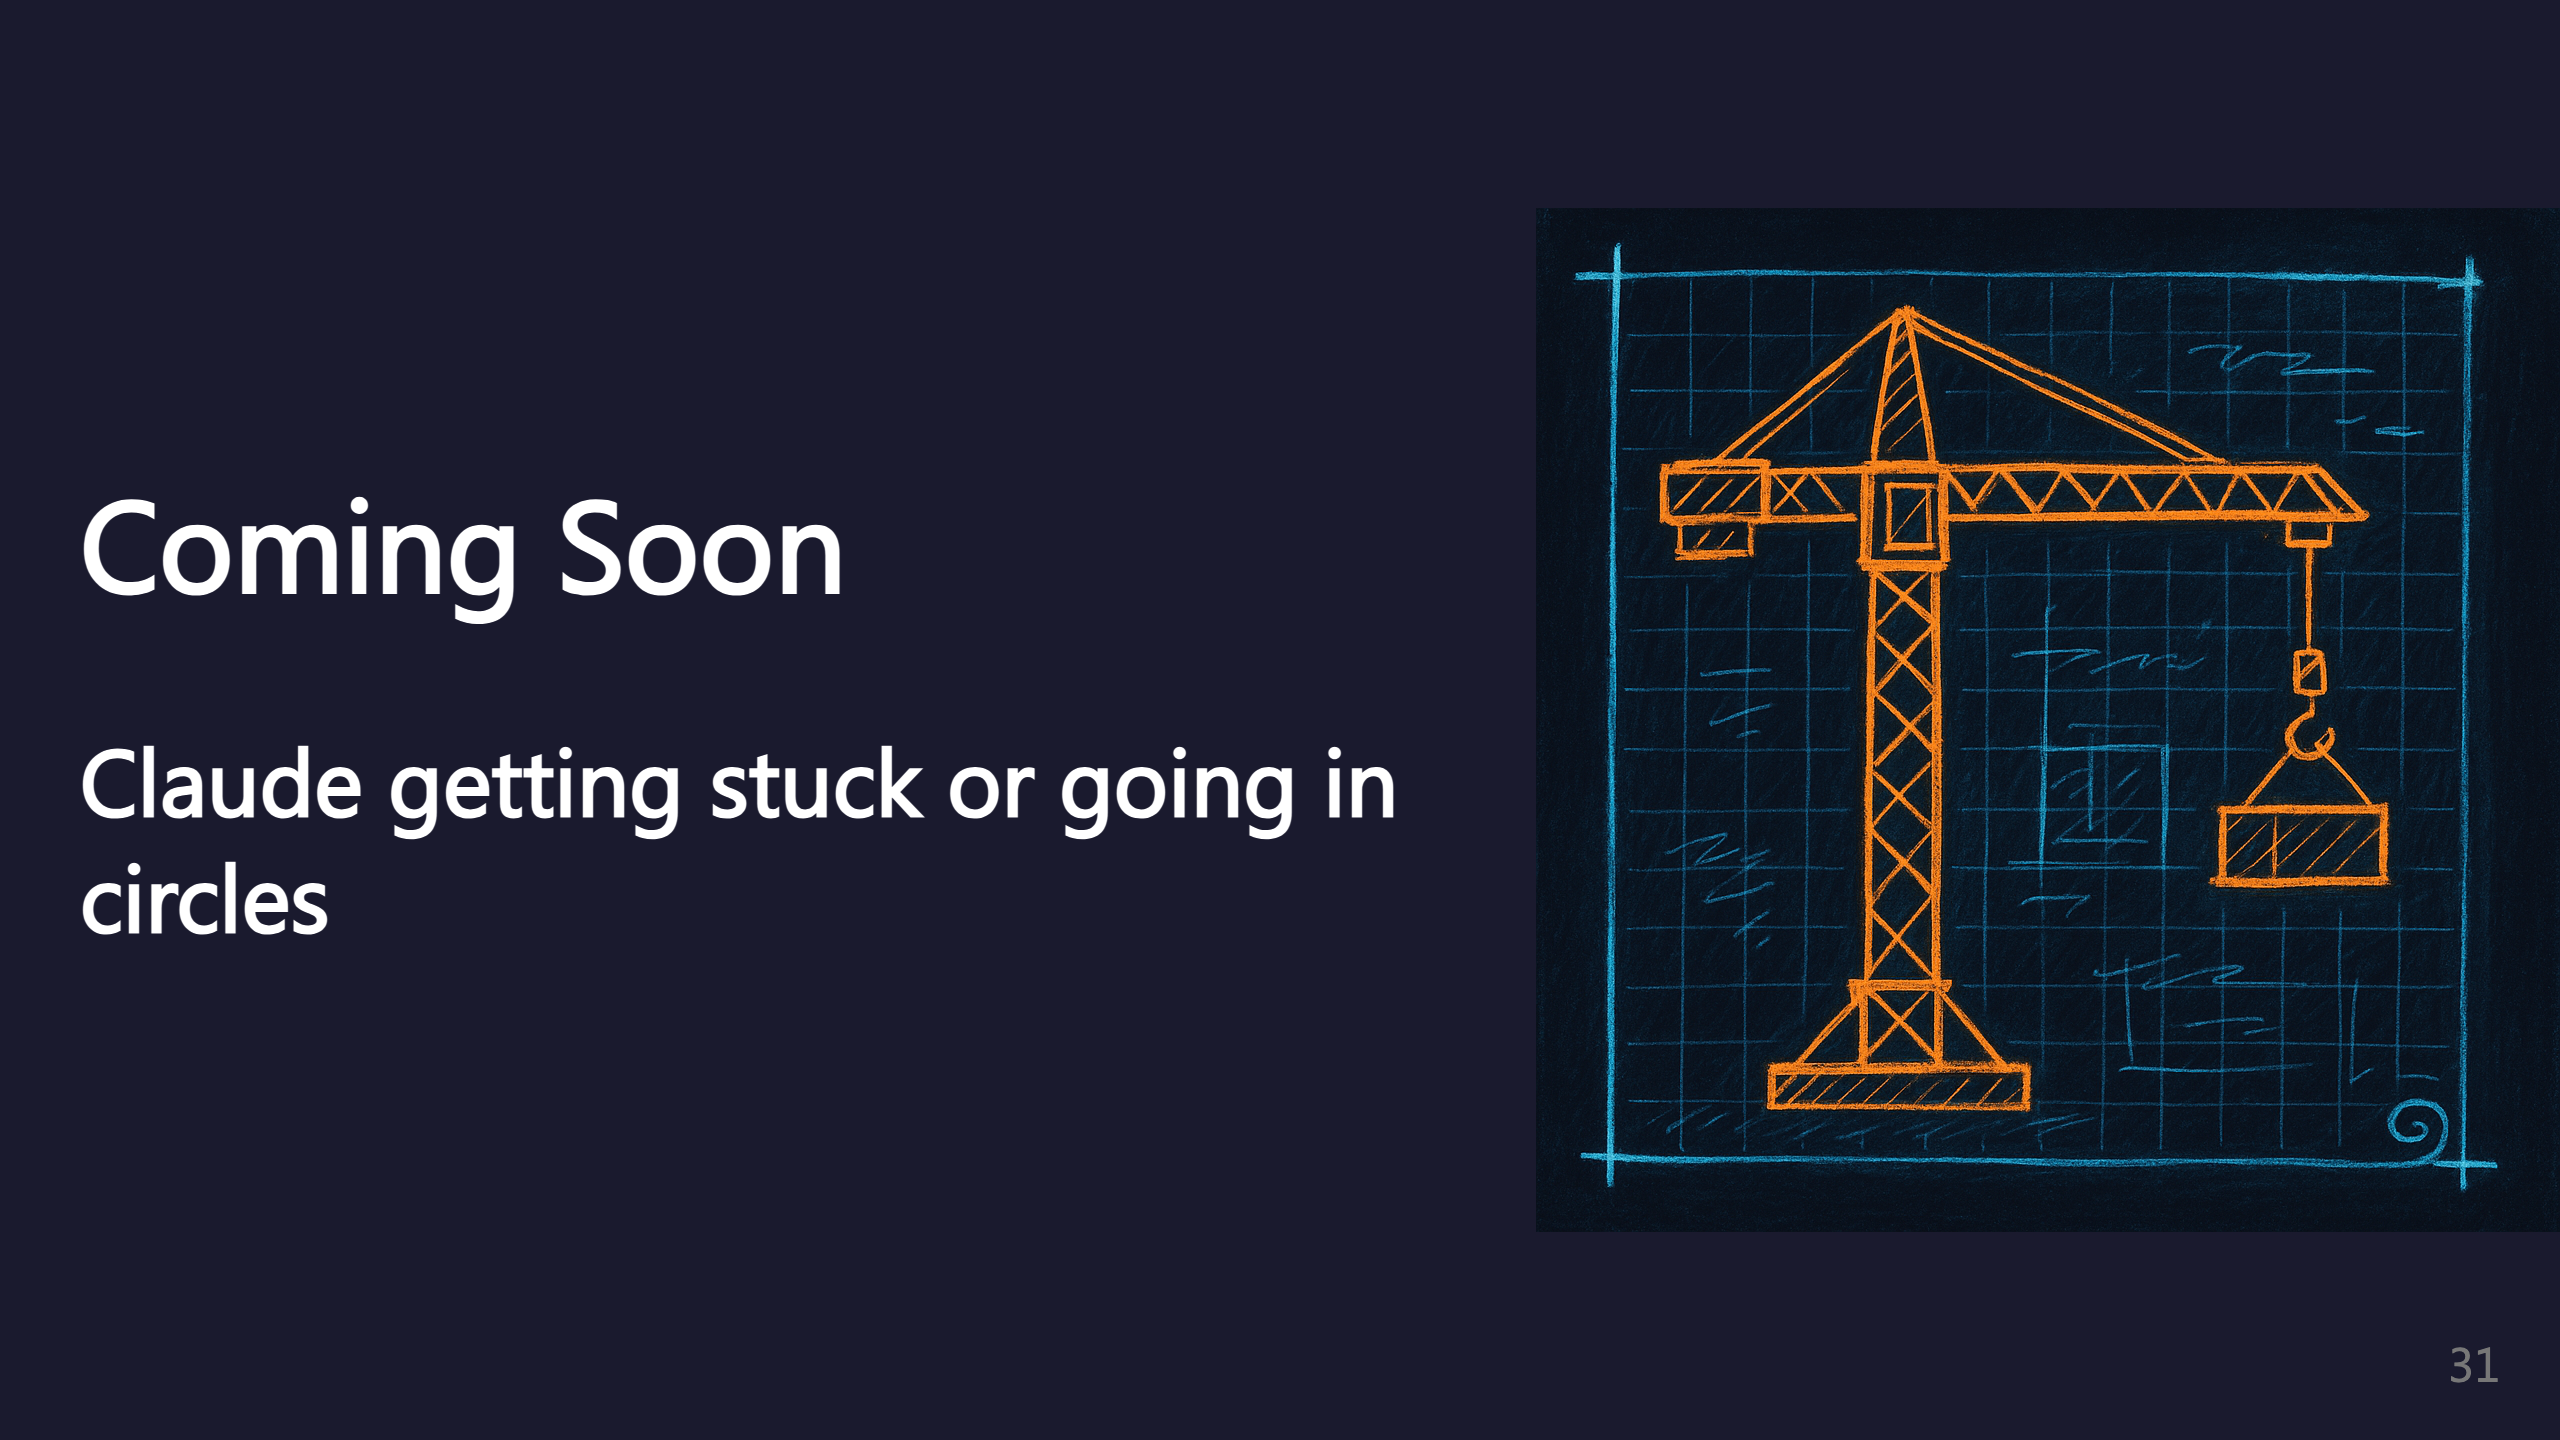 Coming Soon
Claude getting stuck or going in
circles
31